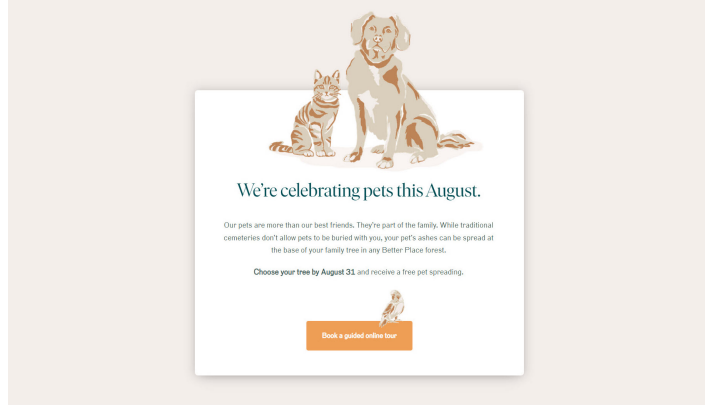 We're celebrating pets this August.
Our pets are more than our best friends. They're part of the family. While traditional
cemeteries don't allow pets to be buried with you, your pet's ashes can be spread at
the base of your family tree in any Better Place forest.
Choose your tree by August 31 and receive a free pet spreading.
Book a guided online tour